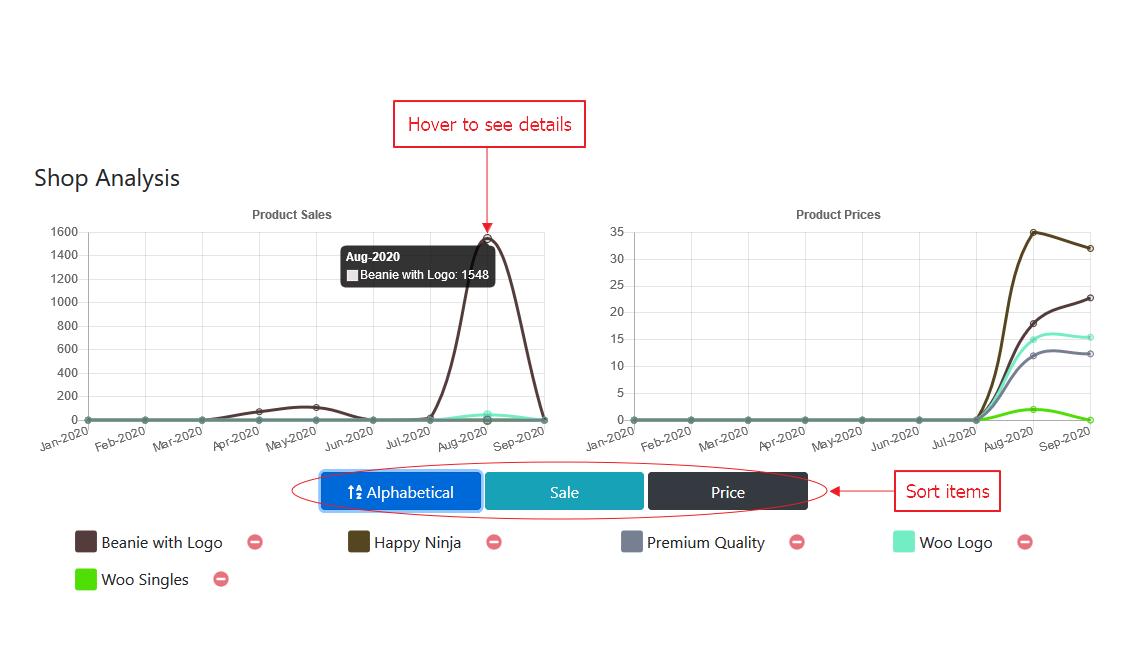 Hover to see details
Shop Analysis
Product Sales
1600
1400
1200
1000
800
600
400
200
0
Jan-2020
Feb-2020
Mar-2020
Apr-2020
May-2020
Jun-2020
Jul-2020
Aug-2020
Sep-2020
Aug-2020
Beanie with Logo: 1548
Product Prices
35
30
25
20
15
10
5
0
Jan-2020
Feb-2020
Mar-2020
Apr-2020
May-2020
Jun-2020
Jul-2020
Aug-2020
Sep-2020
Alphabetical
Sale
Price
Sort items
Beanie with Logo
Happy Ninja
Premium Quality
Woo Logo
Woo Singles